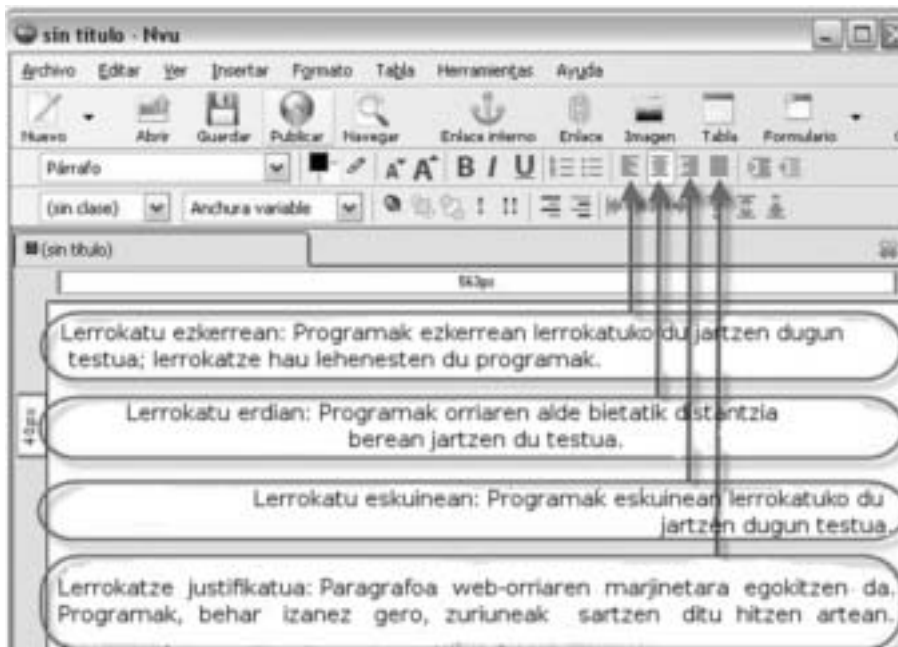 sin título - Nvu
Archivo Editar Ver Insertar Formato Tabla Herramientas Ayuda
Nuevo Abrir Guardar Publicar Navegar Enlace interno Enlace Imagen Tabla Formulario
Párrafo A A B I U
(sin clase) Anchura variable ! !!
(sin título)
563px
Lerrokatu ezkerrean: Programak ezkerrean lerrokatuko du jartzen dugun
testua; lerrokatze hau lehenesten du programak.
40px
Lerrokatu erdian: Programak orriaren alde bietatik distantzia
berean jartzen du testua.
Lerrokatu eskuinean: Programak eskuinean lerrokatuko du
jartzen dugun testua.
Lerrokatze justifikatua: Paragrafoa web-orriaren marjinetara egokitzen da.
Programak, behar izanez gero, zuriuneak sartzen ditu hitzen artean.